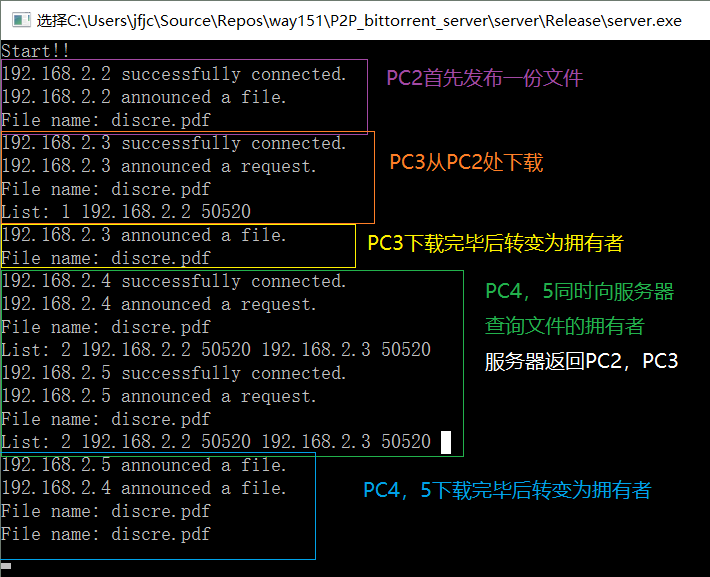 选择C:\Users\jfjc\Source\Repos\way151\P2P_bittorrent_server\server\Release\server.exe
Start!!
192.168.2.2 successfully connected.
192.168.2.2 announced a file.
File name: discre.pdf
PC2首先发布一份文件
192.168.2.3 successfully connected.
192.168.2.3 announced a request.
File name: discre.pdf
List: 1 192.168.2.2 50520
PC3从PC2处下载
192.168.2.3 announced a file.
File name: discre.pdf
PC3下载完毕后转变为拥有者
192.168.2.4 successfully connected.
192.168.2.4 announced a request.
File name: discre.pdf
List: 2 192.168.2.2 50520 192.168.2.3 50520
192.168.2.5 successfully connected.
192.168.2.5 announced a request.
File name: discre.pdf
List: 2 192.168.2.2 50520 192.168.2.3 50520
PC4，5同时向服务器
查询文件的拥有者
服务器返回PC2，PC3
192.168.2.5 announced a file.
192.168.2.4 announced a file.
File name: discre.pdf
File name: discre.pdf
PC4，5下载完毕后转变为拥有者